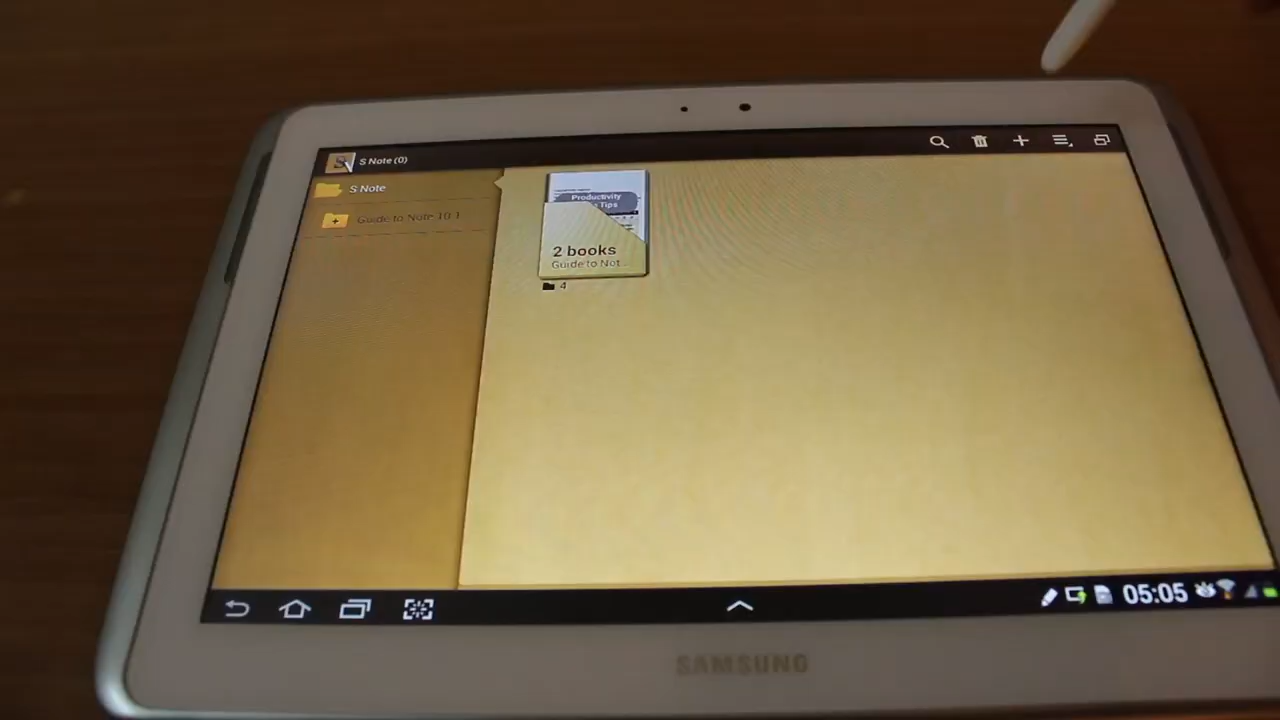 S Note (0)
S Note
Guide to Note 10.1
Productivity
Tips
2 books
Guide to Not...
4
05:05
SAMSUNG